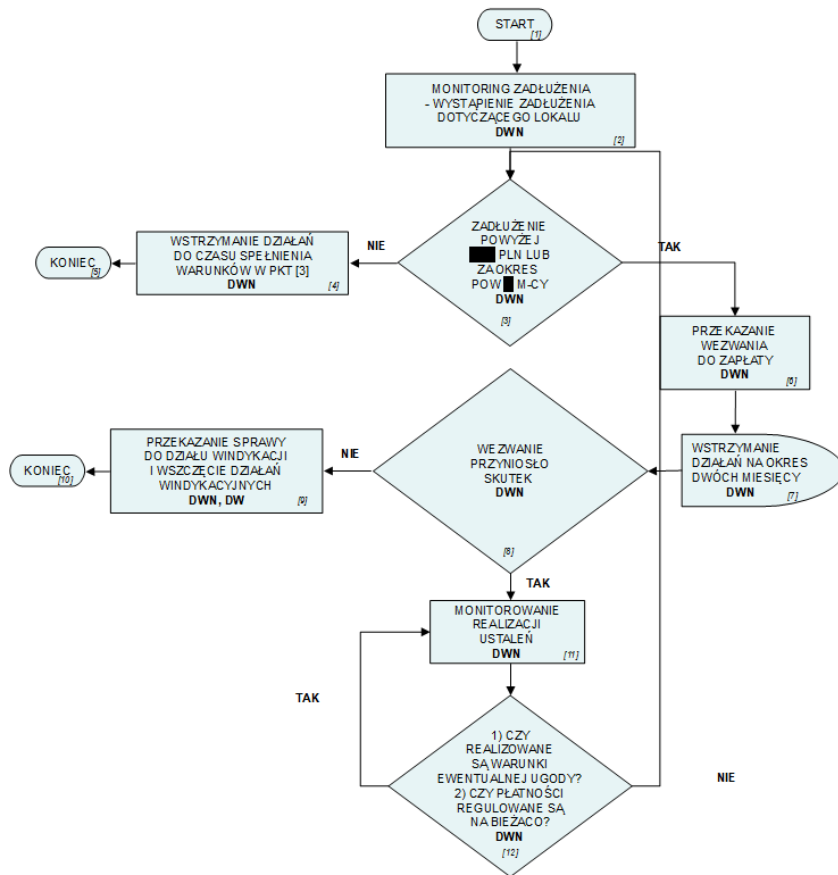 START
[1]
MONITORING ZADŁUŻENIA
- WYSTĄPIENIE ZADŁUŻENIA
DOTYCZĄCEGO LOKALU
DWN
[2]
ZADŁUŻENIE
POWYŻEJ
PLN LUB
ZA OKRES
POW M-CY
DWN
[3]
NIE
TAK
WSTRZYMANIE DZIAŁAŃ
DO CZASU SPEŁNIENIA
WARUNKÓW W PKT [3]
DWN
[4]
KONIEC
[5]
PRZEKAZANIE
WEZWANIA
DO ZAPŁATY
DWN
[6]
WSTRZYMANIE
DZIAŁAŃ NA OKRES
DWÓCH MIESIĘCY
DWN
[7]
WEZWANIE
PRZYNIOSŁO
SKUTEK
DWN
[8]
NIE
PRZEKAZANIE SPRAWY
DO DZIAŁU WINDYKACJI
I WSZCZĘCIE DZIAŁAŃ
WINDYKACYJNYCH
DWN, DW
[9]
KONIEC
[10]
TAK
MONITOROWANIE
REALIZACJI
USTALEŃ
DWN
[11]
TAK
1) CZY
REALIZOWANE
SĄ WARUNKI
EWENTUALNEJ UGODY?
2) CZY PŁATNOŚCI
REGULOWANE SĄ
NA BIEŻACO?
DWN
[12]
NIE